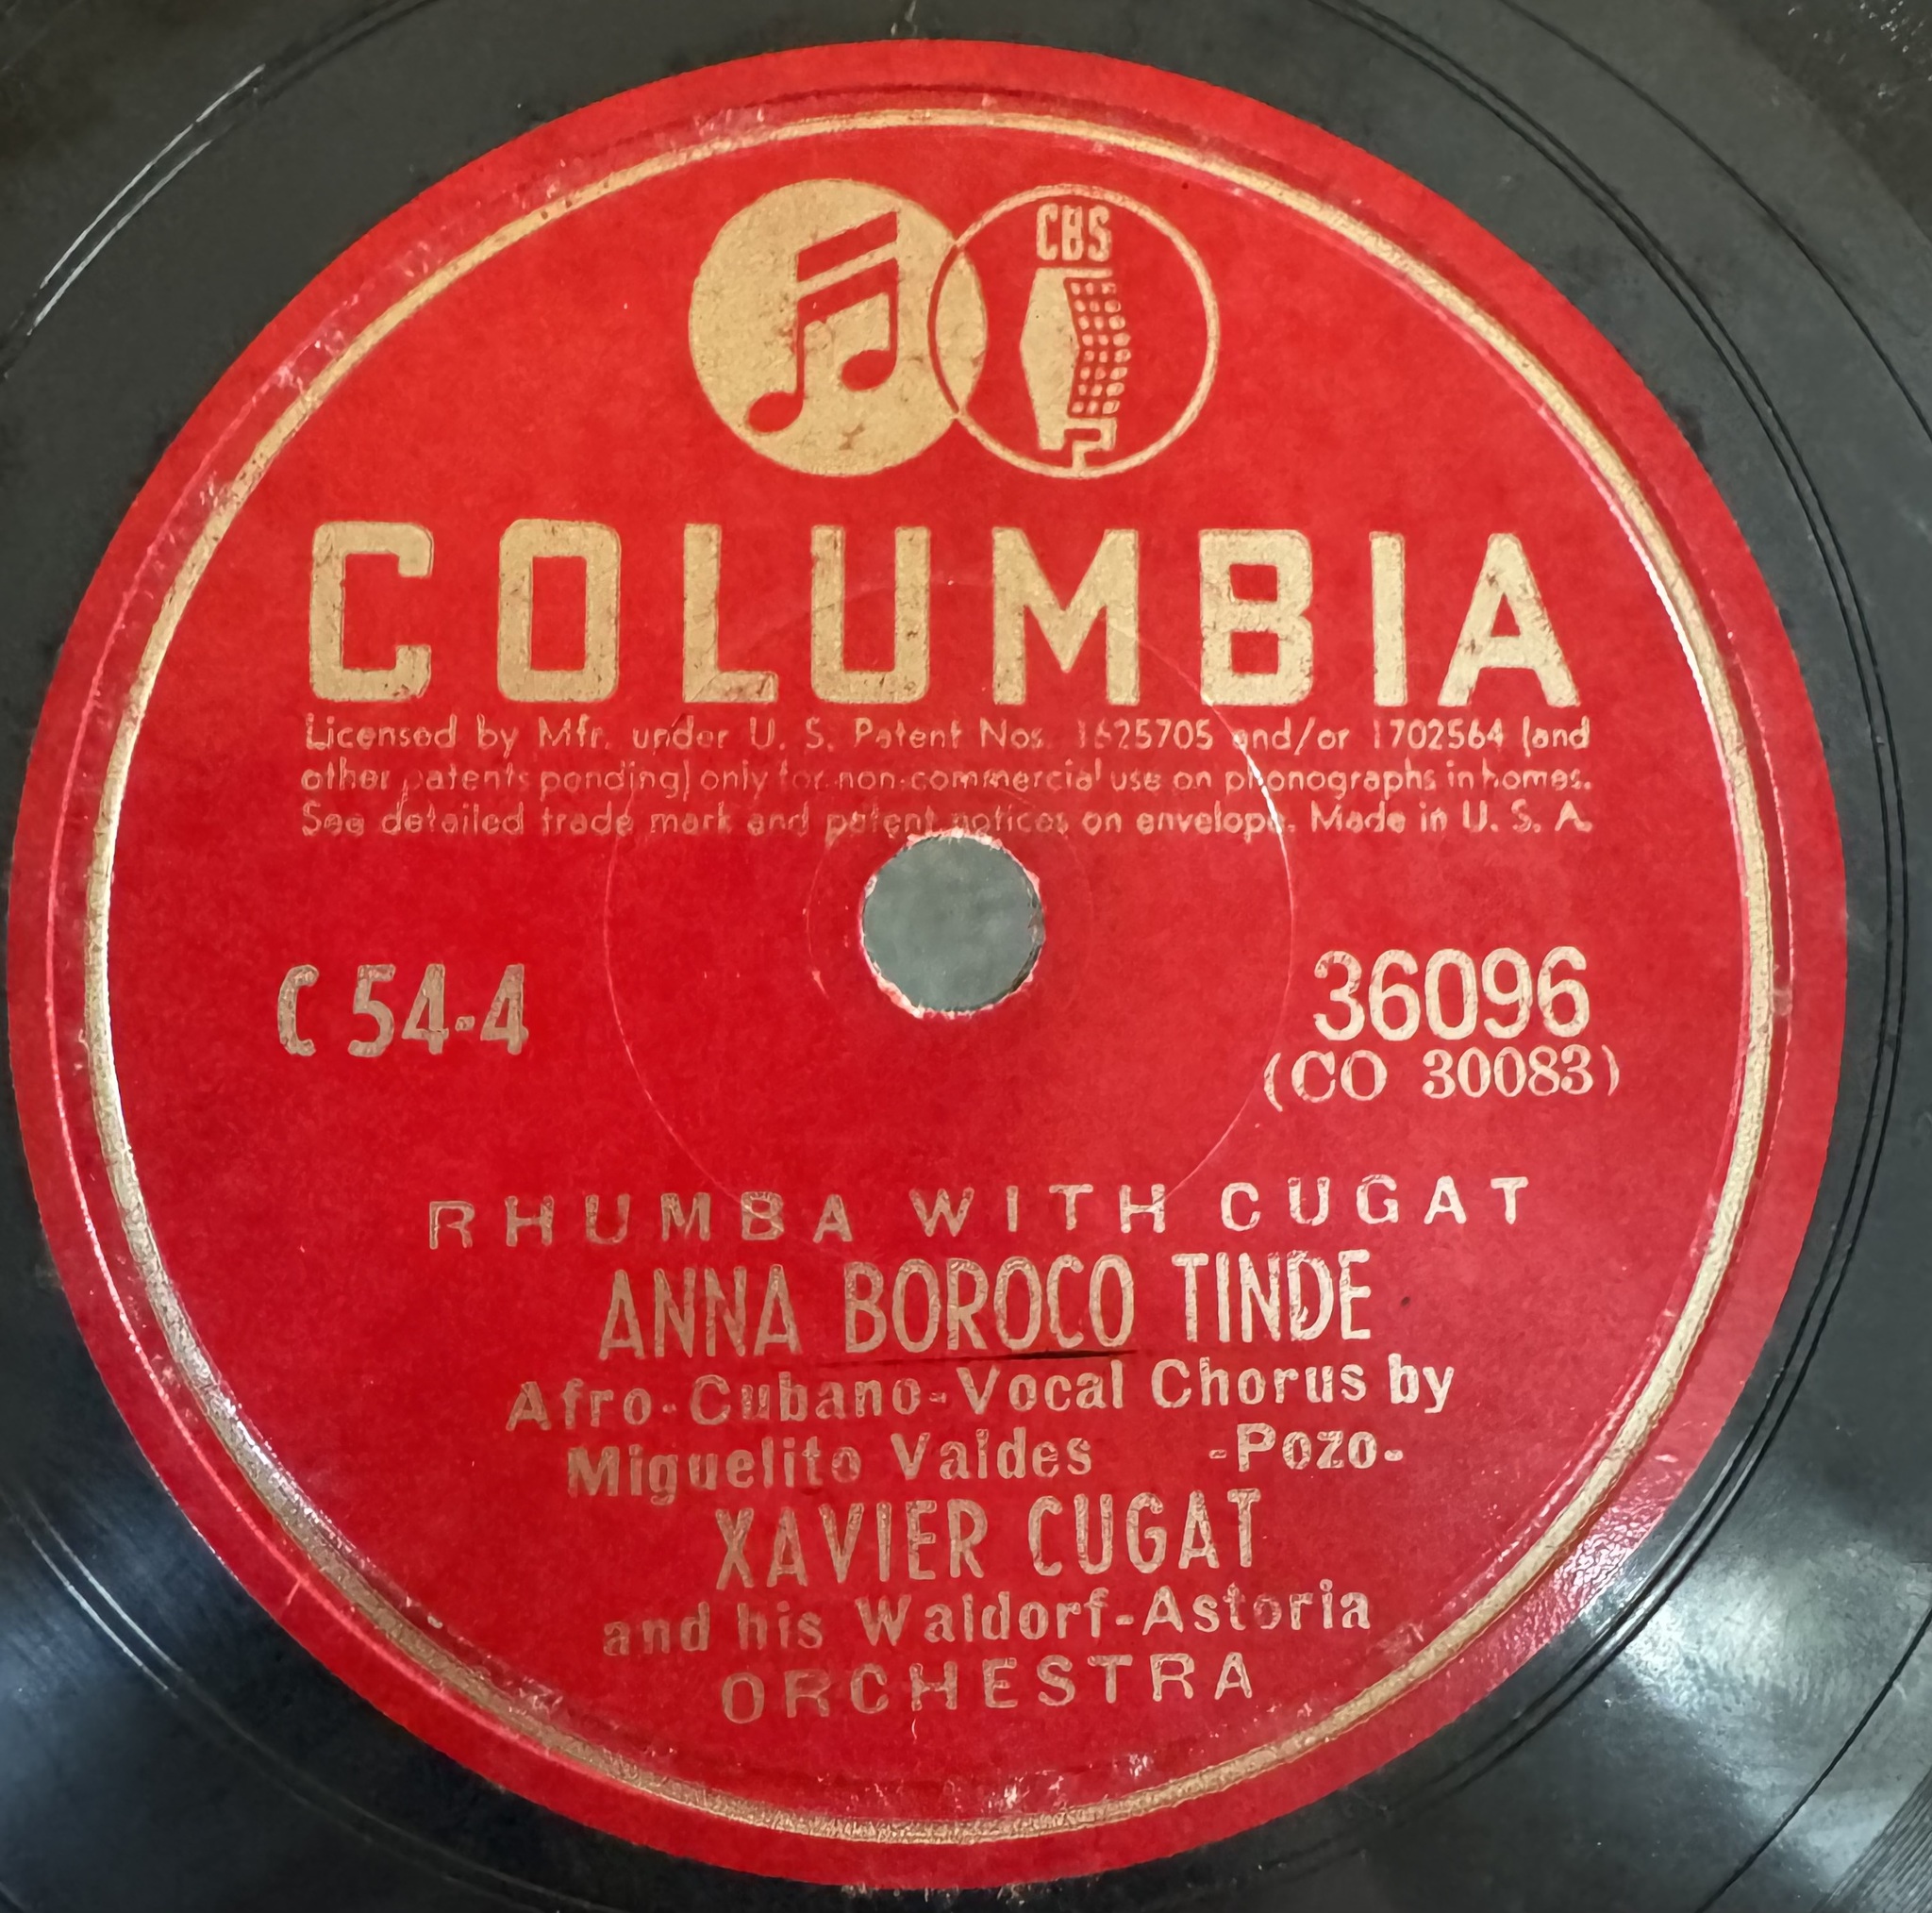 CBS
COLUMBIA
Licensed by Mfr. under U. S. Patent Nos. 1625705 and/or 1702564 (and
other patents pending) only for non-commercial use on phonographs in homes.
See detailed trade mark and patent notices on envelope. Made in U. S. A.
C 54-4
36096
(CO 30083)
RHUMBA WITH CUGAT
ANNA BOROCO TINDE
Afro-Cubano-Vocal Chorus by
Miguelito Valdes -Pozo-
XAVIER CUGAT
and his Waldorf-Astoria
ORCHESTRA